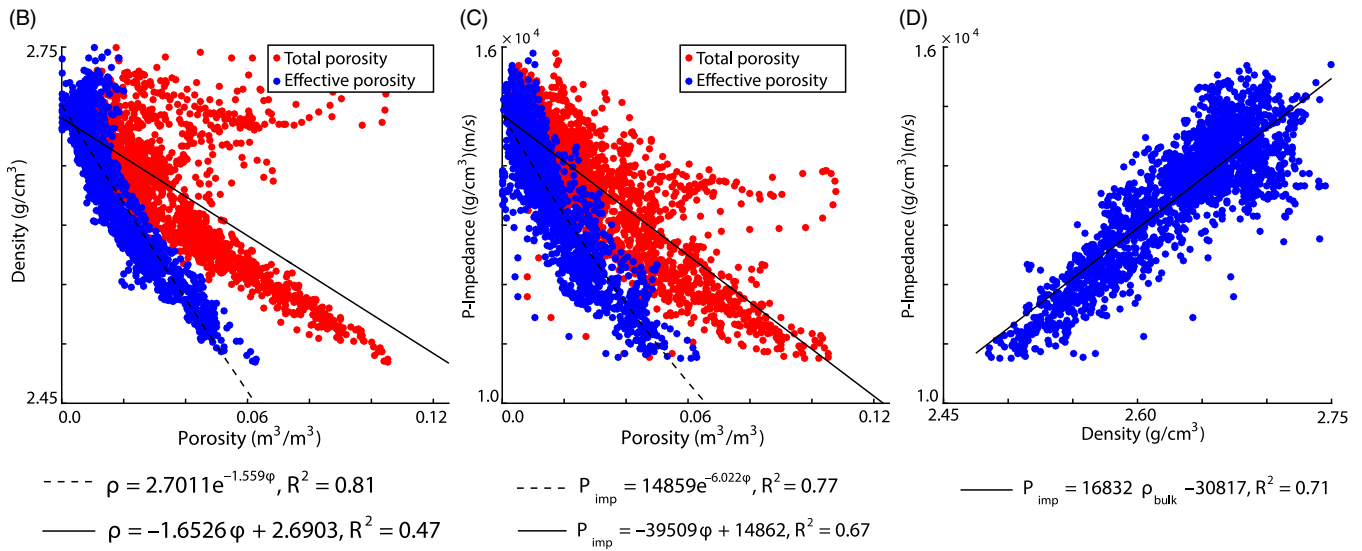 (B)
2.75
Total porosity
Effective porosity
Density (g/cm³)
2.45
0.0 0.06 0.12
Porosity (m³/m³)
ρ = 2.7011e^−1.559φ, R² = 0.81
ρ = −1.6526φ + 2.6903, R² = 0.47
(C)
1.6 × 10⁴
Total porosity
Effective porosity
P-Impedance ((g/cm³)(m/s)
1.0
0.0 0.06 0.12
Porosity (m³/m³)
P imp = 14859e^−6.022φ, R² = 0.77
P imp = −39509φ + 14862, R² = 0.67
(D)
1.6 × 10⁴
P-Impedance ((g/cm³)(m/s)
1.0
2.45 2.60 2.75
Density (g/cm³)
P imp = 16832 ρ bulk −30817, R² = 0.71